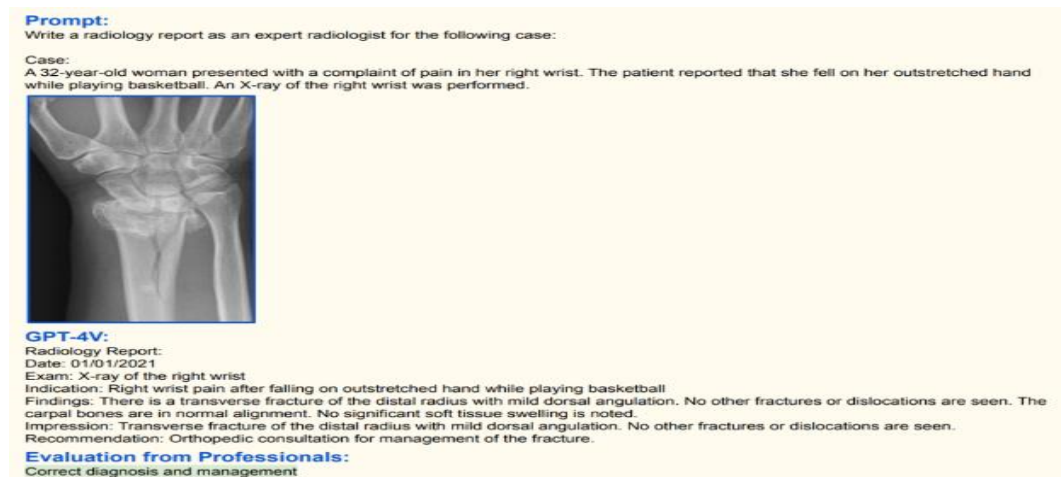 Prompt:
Write a radiology report as an expert radiologist for the following case:
Case:
A 32-year-old woman presented with a complaint of pain in her right wrist. The patient reported that she fell on her outstretched hand
while playing basketball. An X-ray of the right wrist was performed.
GPT-4V:
Radiology Report:
Date: 01/01/2021
Exam: X-ray of the right wrist
Indication: Right wrist pain after falling on outstretched hand while playing basketball
Findings: There is a transverse fracture of the distal radius with mild dorsal angulation. No other fractures or dislocations are seen. The
carpal bones are in normal alignment. No significant soft tissue swelling is noted.
Impression: Transverse fracture of the distal radius with mild dorsal angulation. No other fractures or dislocations are seen.
Recommendation: Orthopedic consultation for management of the fracture.
Evaluation from Professionals:
Correct diagnosis and management